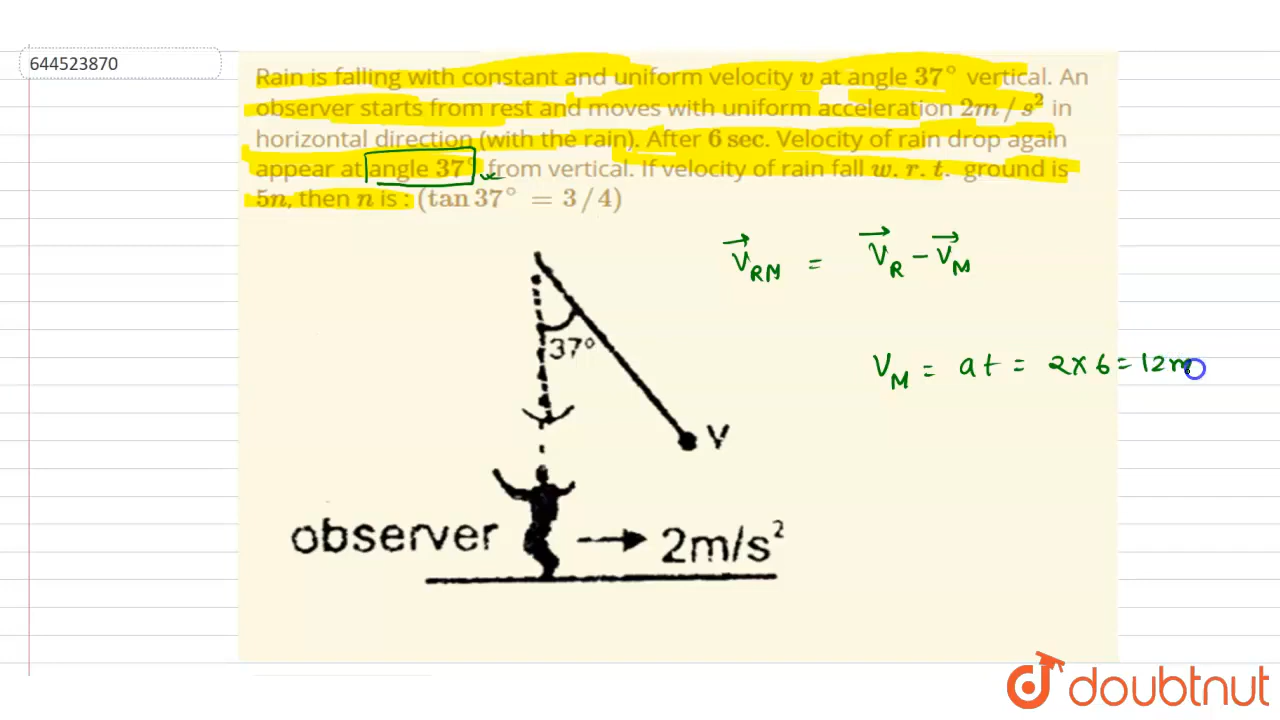 644523870
Rain is falling with constant and uniform velocity v at angle 37° vertical. An
observer starts from rest and moves with uniform acceleration 2m/s² in
horizontal direction (with the rain). After 6 sec. Velocity of rain drop again
appear at angle 37° from vertical. If velocity of rain fall w. r. t. ground is
5n, then n is : (tan 37° = 3/4)
V⃗_RM = V⃗_R − V⃗_M
V_M = at = 2×6 = 12m
37°
V
observer → 2m/s²
doubtnut